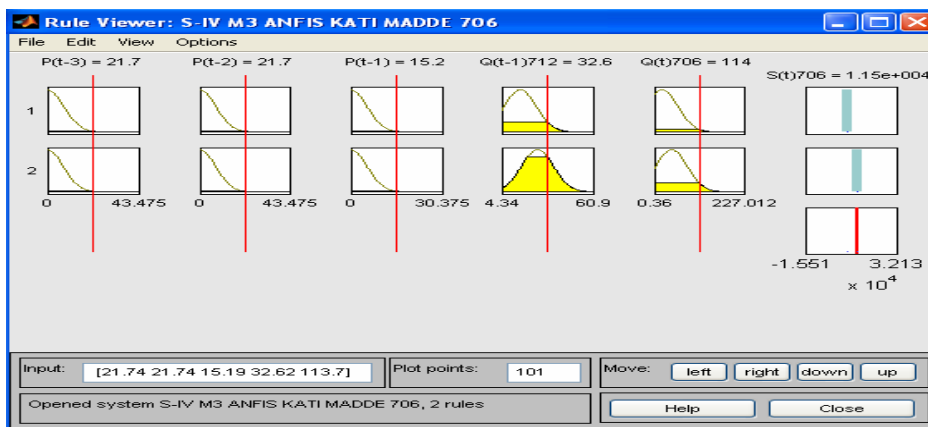 Rule Viewer: S-IV M3 ANFIS KATI MADDE 706
File Edit View Options
P(t-3) = 21.7 P(t-2) = 21.7 P(t-1) = 15.2 Q(t-1)712 = 32.6 Q(t)706 = 114
S(t)706 = 1.15e+004
1
2
0 43.475 0 43.475 0 30.375 4.34 60.9 0.36 227.012
-1.551 3.213
x 10^4
Input: [21.74 21.74 15.19 32.62 113.7] Plot points: 101 Move: left right down up
Opened system S-IV M3 ANFIS KATI MADDE 706, 2 rules Help Close